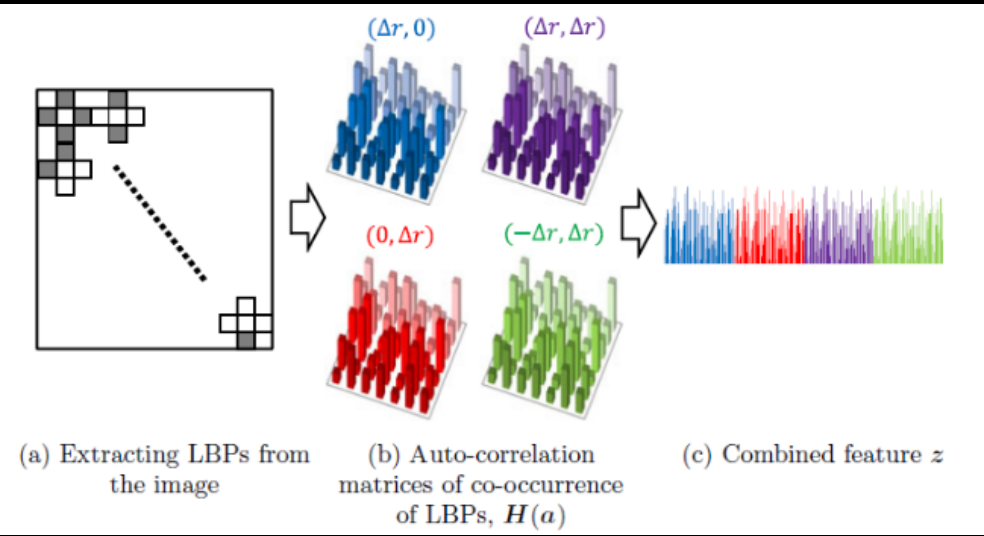 (Δr, 0)
(Δr, Δr)
(0, Δr)
(−Δr, Δr)
(a) Extracting LBPs from
the image
(b) Auto-correlation
matrices of co-occurrence
of LBPs, H(a)
(c) Combined feature z